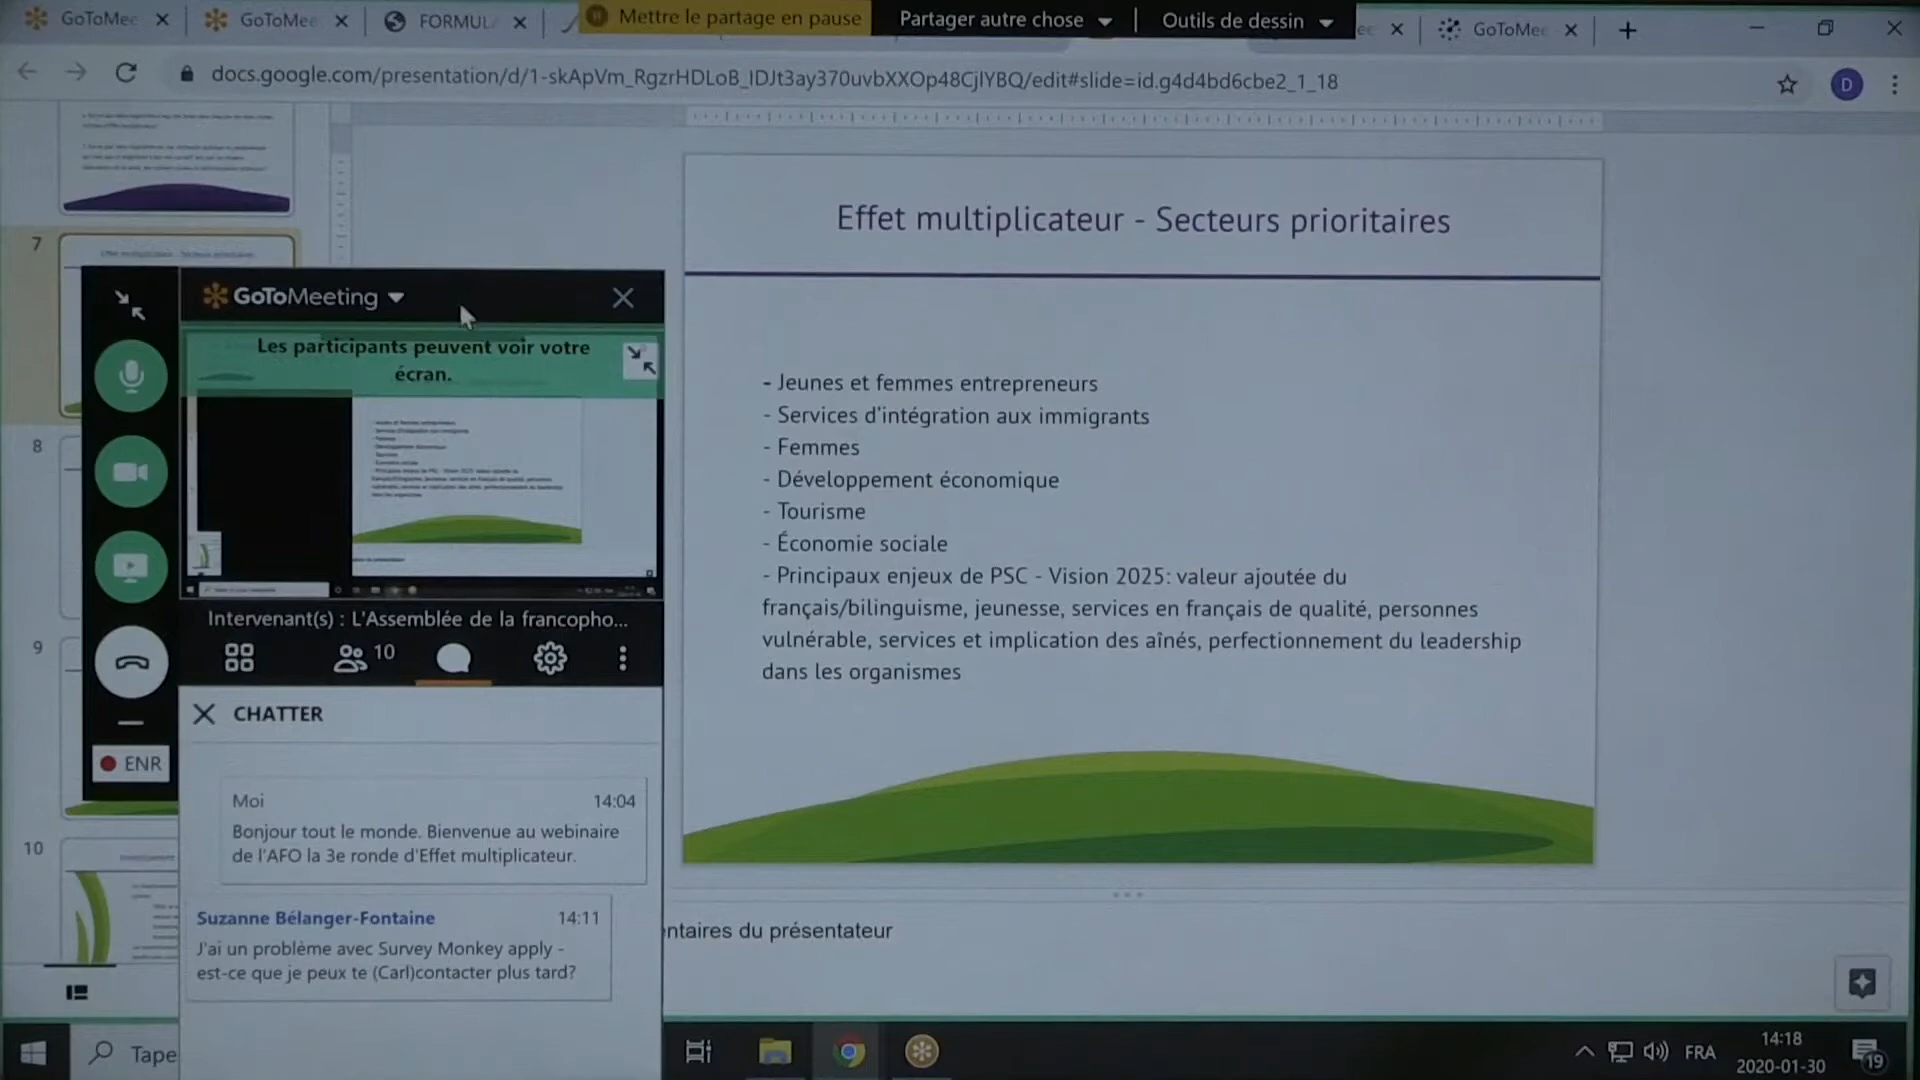 GoToMee
GoToMee
FORMUL
Mettre le partage en pause
Partager autre chose
Outils de dessin
GoToMee
docs.google.com/presentation/d/1-skApVm_RgzrHDLoB_IDJt3ay370uvbXXOp48CjlYBQ/edit#slide=id.g4d4bd6cbe2_1_18
D
7
8
9
10
GoToMeeting
Les participants peuvent voir votre
écran.
Intervenant(s) : L'Assemblée de la francopho...
10
ENR
CHATTER
Moi 14:04
Bonjour tout le monde. Bienvenue au webinaire
de l'AFO la 3e ronde d'Effet multiplicateur.
Suzanne Bélanger-Fontaine 14:11
J'ai un problème avec Survey Monkey apply -
est-ce que je peux te (Carl)contacter plus tard?
Effet multiplicateur - Secteurs prioritaires
- Jeunes et femmes entrepreneurs
- Services d'intégration aux immigrants
- Femmes
- Développement économique
- Tourisme
- Économie sociale
- Principaux enjeux de PSC - Vision 2025: valeur ajoutée du
français/bilinguisme, jeunesse, services en français de qualité, personnes
vulnérable, services et implication des aînés, perfectionnement du leadership
dans les organismes
ntaires du présentateur
Tape
FRA
14:18
2020-01-30
19